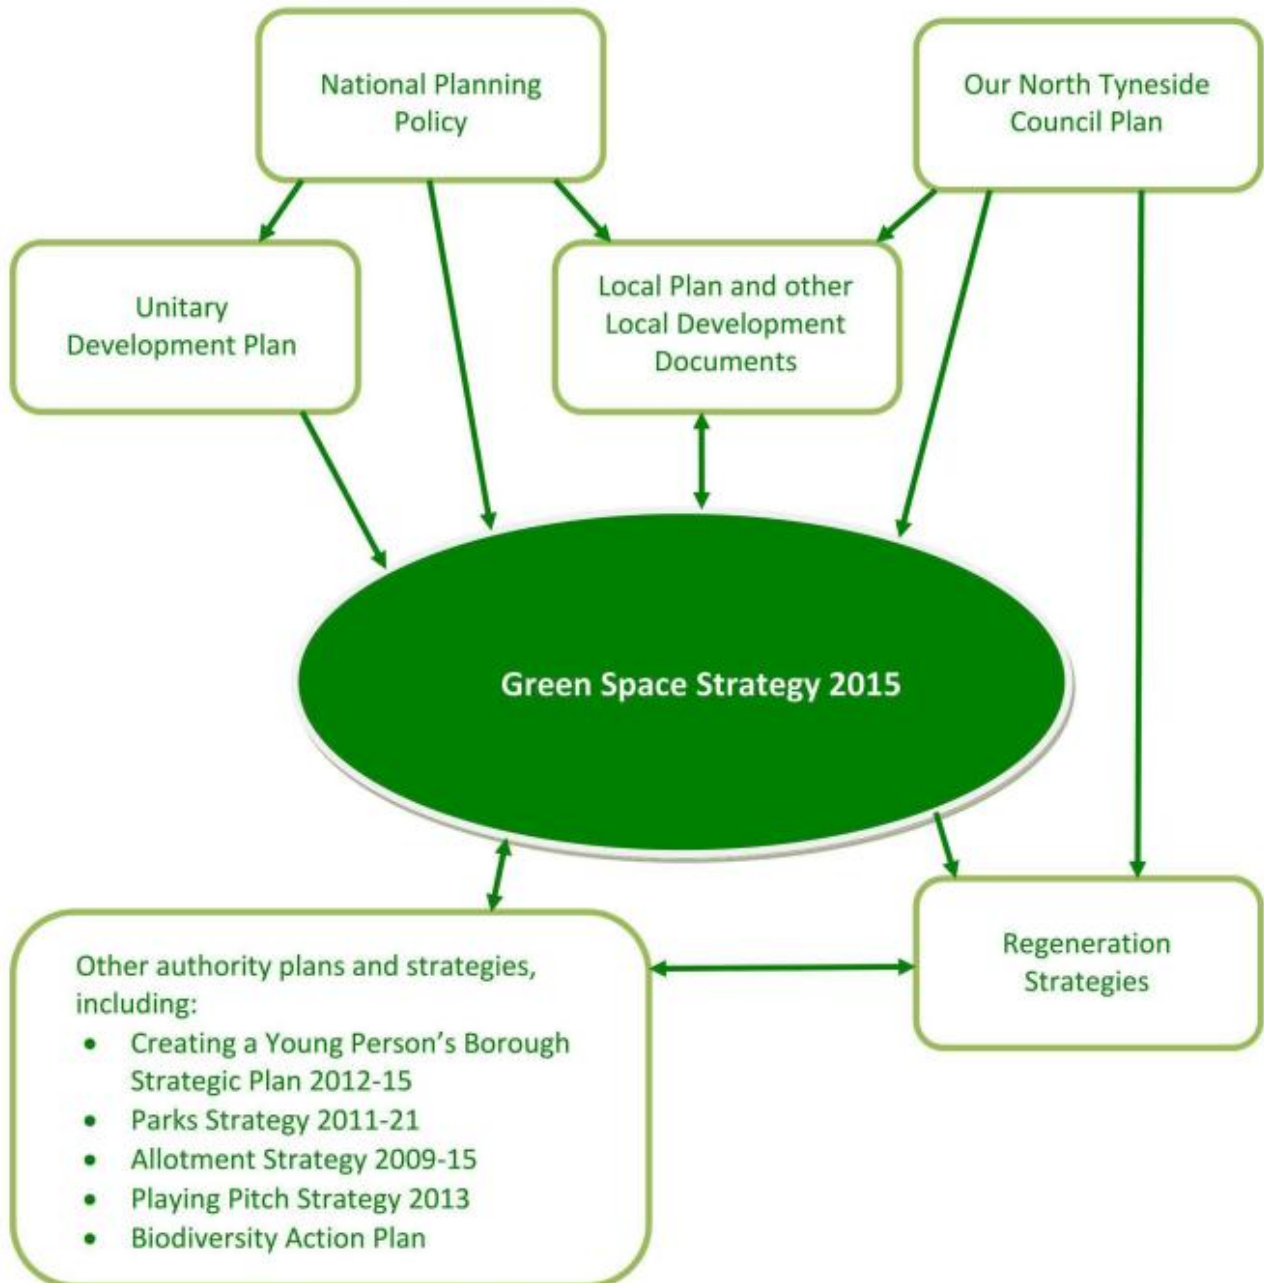 National Planning
Policy
Our North Tyneside
Council Plan
Unitary
Development Plan
Local Plan and other
Local Development
Documents
Green Space Strategy 2015
Other authority plans and strategies,
including:
• Creating a Young Person’s Borough
Strategic Plan 2012-15
• Parks Strategy 2011-21
• Allotment Strategy 2009-15
• Playing Pitch Strategy 2013
• Biodiversity Action Plan
Regeneration
Strategies